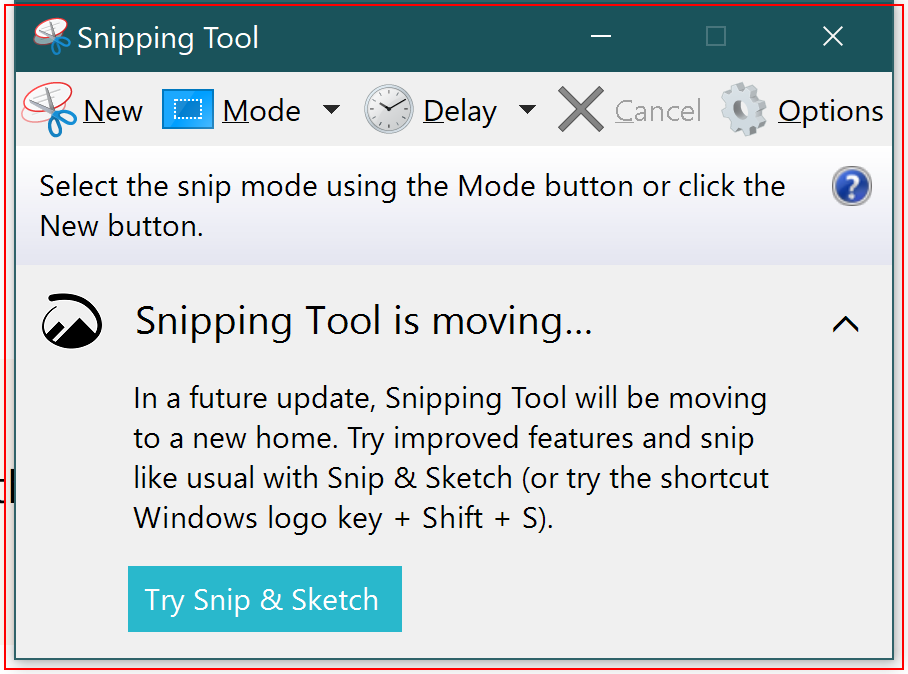 Snipping Tool
New Mode Delay Cancel Options
Select the snip mode using the Mode button or click the
New button.
Snipping Tool is moving...
In a future update, Snipping Tool will be moving
to a new home. Try improved features and snip
like usual with Snip & Sketch (or try the shortcut
Windows logo key + Shift + S).
Try Snip & Sketch